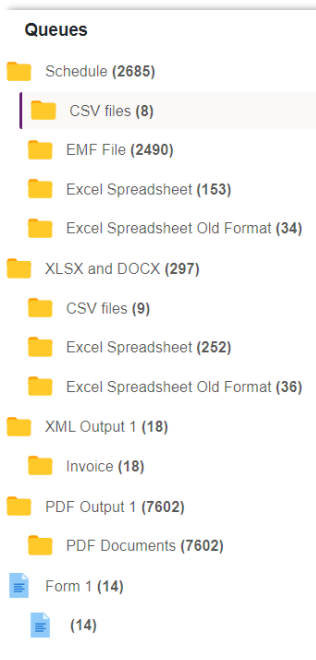 Queues
Schedule (2685)
CSV files (8)
EMF File (2490)
Excel Spreadsheet (153)
Excel Spreadsheet Old Format (34)
XLSX and DOCX (297)
CSV files (9)
Excel Spreadsheet (252)
Excel Spreadsheet Old Format (36)
XML Output 1 (18)
Invoice (18)
PDF Output 1 (7602)
PDF Documents (7602)
Form 1 (14)
(14)